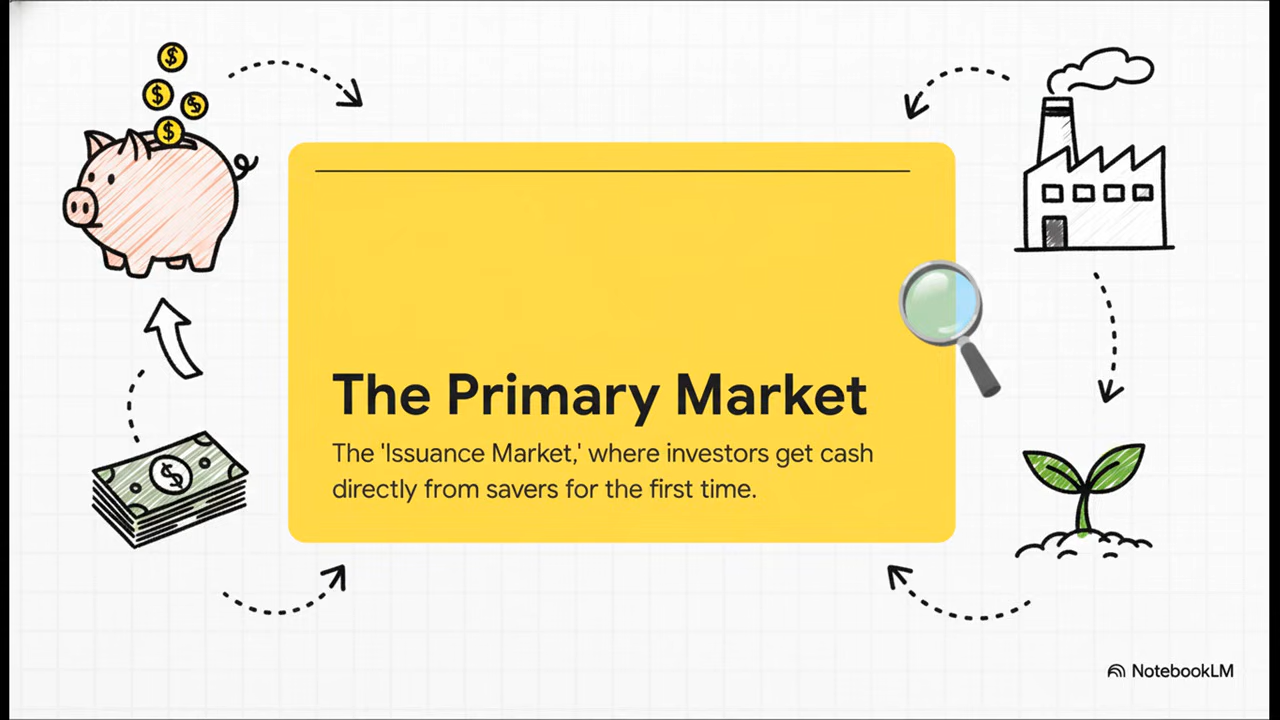 The Primary Market
The 'Issuance Market,' where investors get cash
directly from savers for the first time.
$
$
$
$
$
NotebookLM